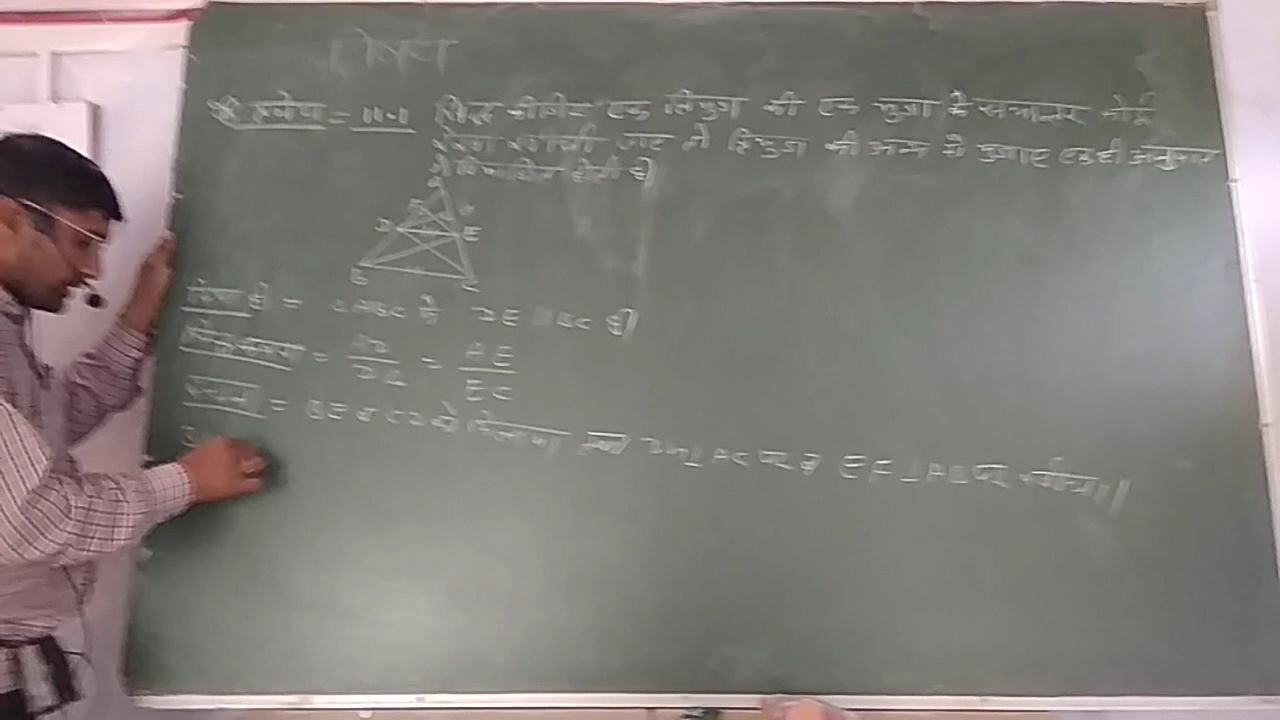 प्रमेय = 11.1 सिद्ध कीजिए एक त्रिभुज की एक भुजा के समान्तर कोई
रेखा खींची जाए तो त्रिभुज की अन्य दो भुजाए एक ही अनुपात
में विभाजित होती है।
A
D E
B C
दिया है = △ABC में DE || BC है।
= AD/DB = AE/EC
रचना = BE व CD को मिलाया तथा DM⊥AC पर व EF⊥AB पर